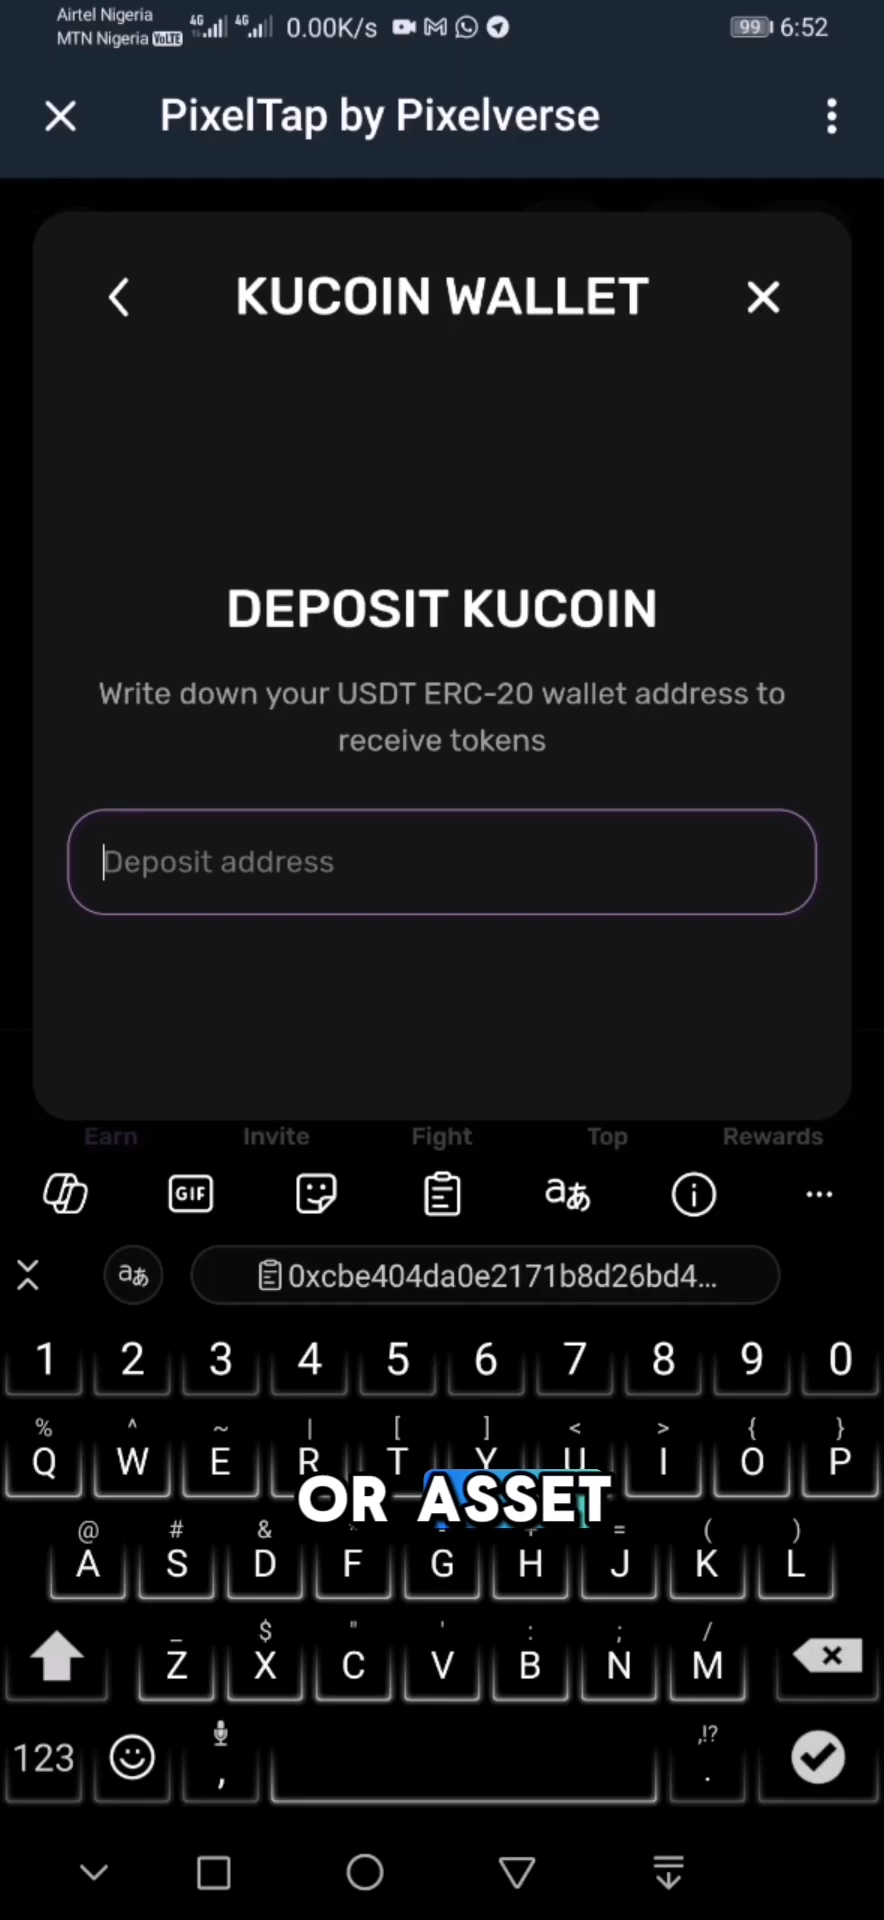 Airtel Nigeria
MTN Nigeria VoLTE
4G 4G 0.00K/s 99 6:52
PixelTap by Pixelverse
KUCOIN WALLET
DEPOSIT KUCOIN
Write down your USDT ERC-20 wallet address to
receive tokens
Deposit address
Earn Invite Fight Top Rewards
GIF aあ
aあ 0xcbe404da0e2171b8d26bd4...
1 2 3 4 5 6 7 8 9 0
% ^ ~ | [ ] < > { }
Q W E R T Y U I O P
OR ASSET
@ # & * - + = ( )
A S D F G H J K L
_ $ " ' : ; /
Z X C V B N M
123 , ,!? .